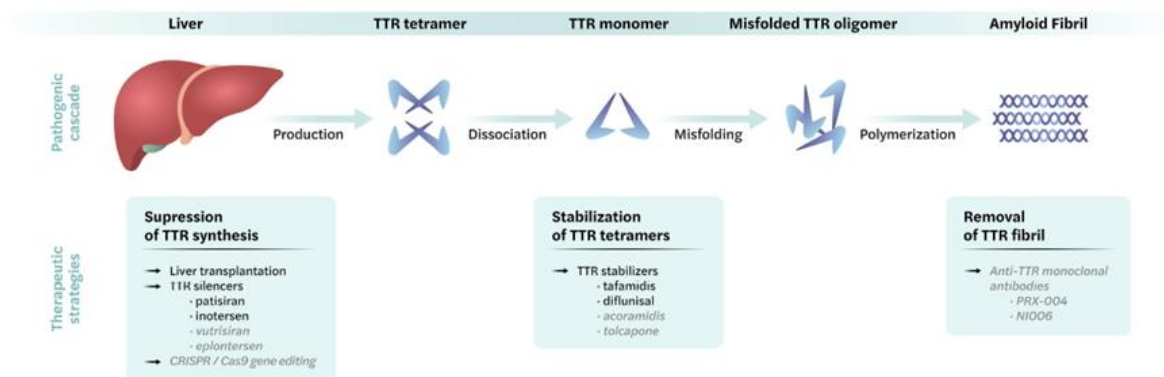 Liver
TTR tetramer
TTR monomer
Misfolded TTR oligomer
Amyloid Fibril
Pathogenic
cascade
Production
Dissociation
Misfolding
Polymerization
Therapeutic
strategies
Supression
of TTR synthesis
→ Liver transplantation
→ TTR silencers
· patisiran
· inotersen
· vutrisiran
· eplontersen
→ CRISPR / Cas9 gene editing
Stabilization
of TTR tetramers
→ TTR stabilizers
· tafamidis
· diflunisal
· acoramidis
· tolcapone
Removal
of TTR fibril
→ Anti-TTR monoclonal
antibodies
· PRX-004
· NI006